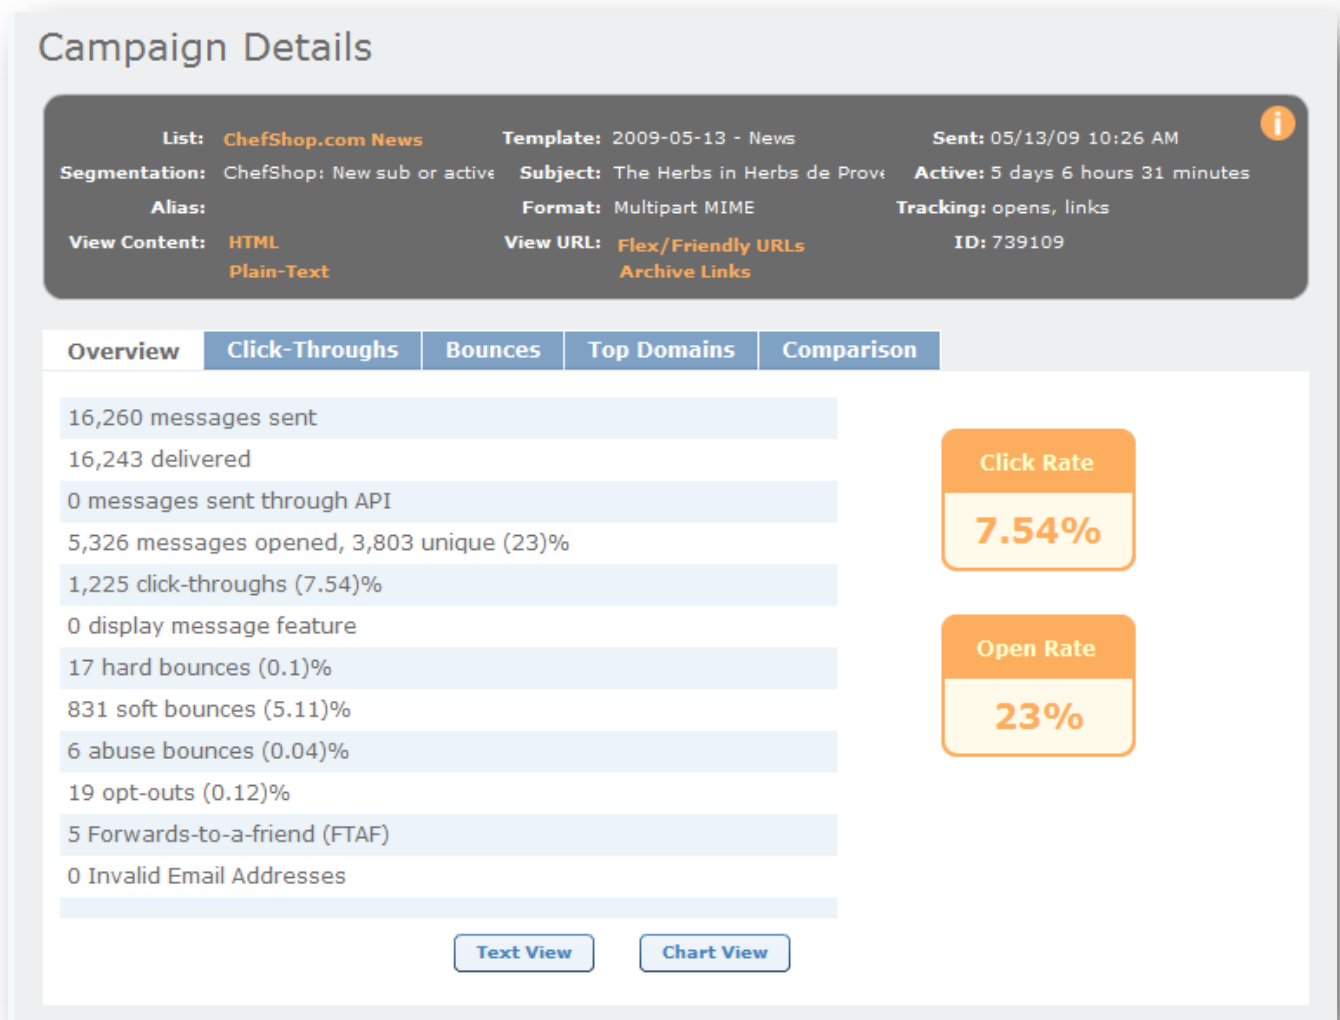 Campaign Details
List: ChefShop.com News Template: 2009-05-13 - News Sent: 05/13/09 10:26 AM
Segmentation: ChefShop: New sub or active Subject: The Herbs in Herbs de Prove Active: 5 days 6 hours 31 minutes
Alias: Format: Multipart MIME Tracking: opens, links
View Content: HTML View URL: Flex/Friendly URLs ID: 739109
Plain-Text Archive Links
i
Overview Click-Throughs Bounces Top Domains Comparison
16,260 messages sent
16,243 delivered
0 messages sent through API
5,326 messages opened, 3,803 unique (23)%
1,225 click-throughs (7.54)%
0 display message feature
17 hard bounces (0.1)%
831 soft bounces (5.11)%
6 abuse bounces (0.04)%
19 opt-outs (0.12)%
5 Forwards-to-a-friend (FTAF)
0 Invalid Email Addresses
Click Rate
7.54%
Open Rate
23%
Text View Chart View